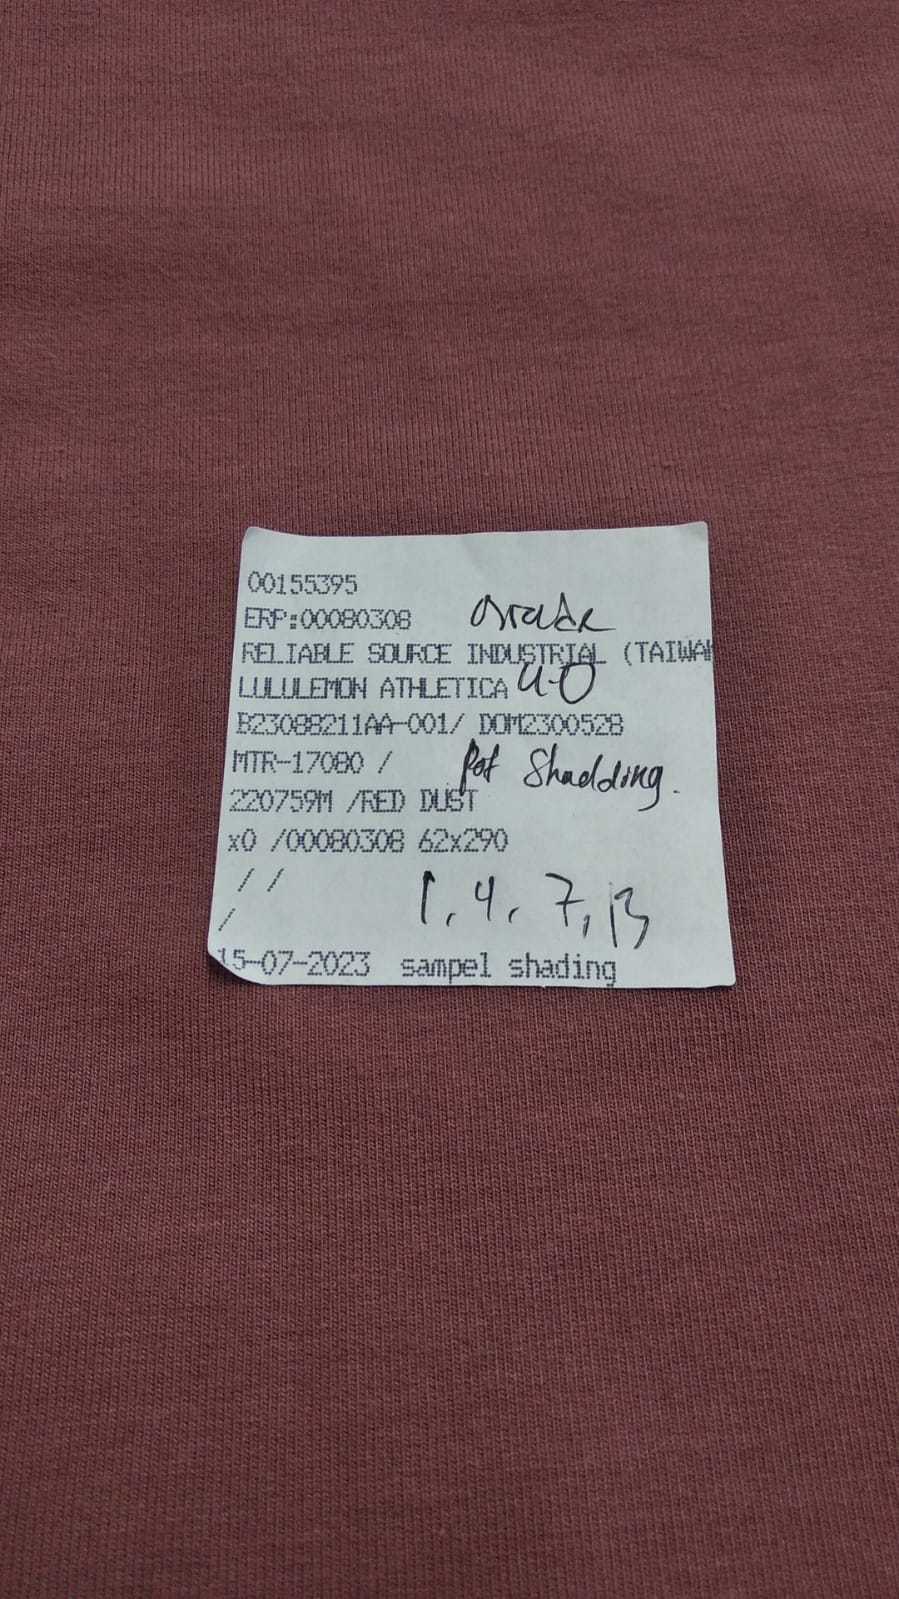 00155395
ERP:00080308 Grade
RELIABLE SOURCE INDUSTRIAL (TAIWAN
LULULEMON ATHLETICA 4-0
B23088211AA-001/ DOM2300528
MTR-17080 / Pot Shadding.
220759M /RED DUST
x0 /00080308 62x290
/ / 1, 4, 7, 13
/
15-07-2023 sampel shading